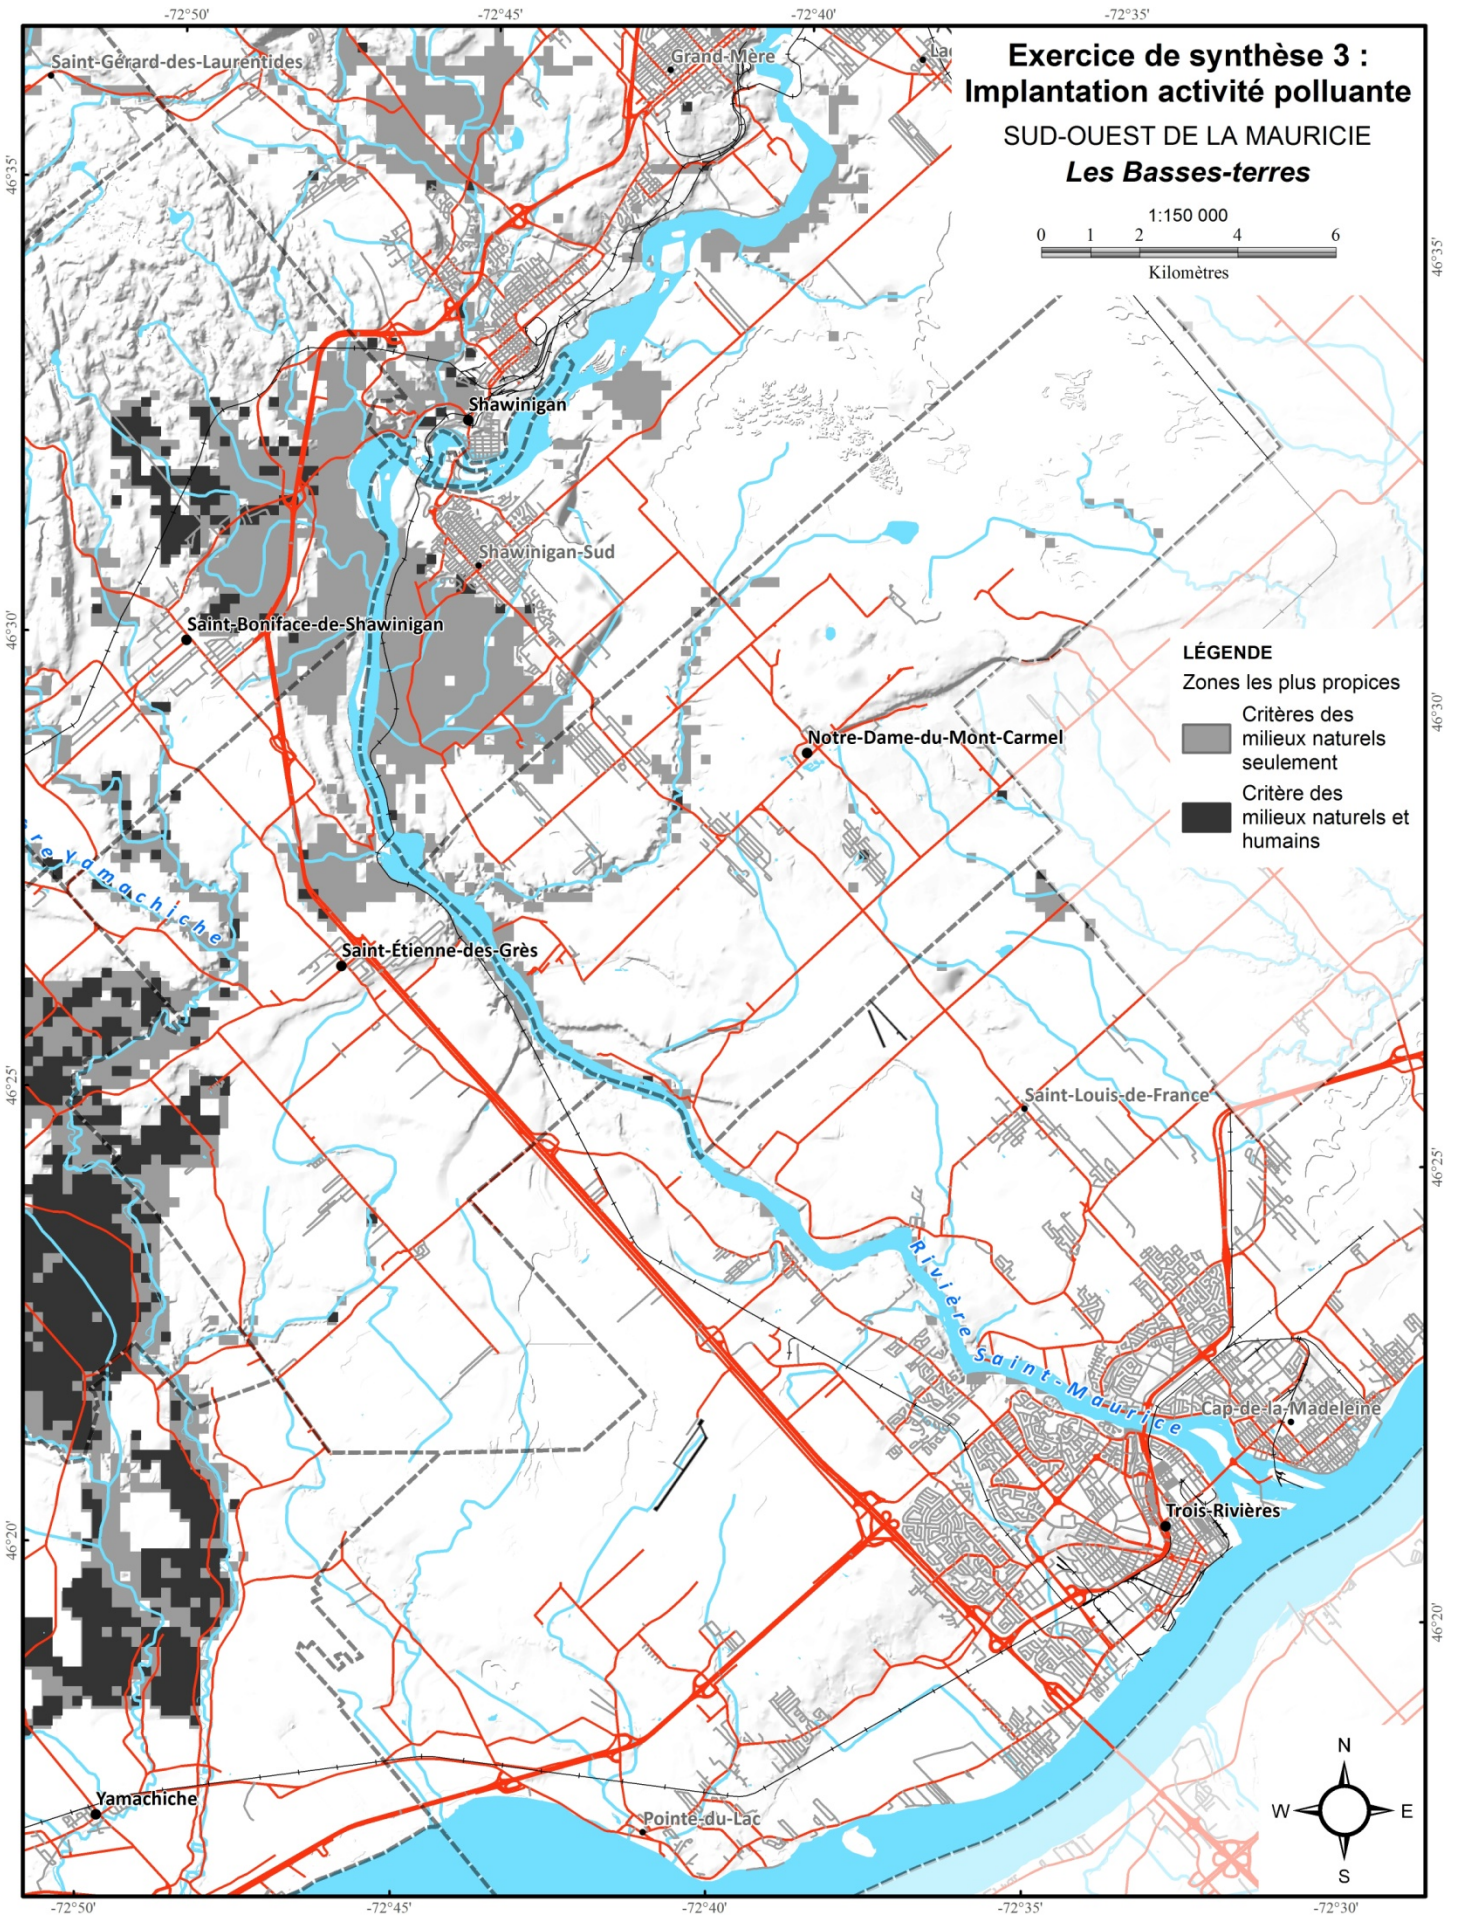 -72°50'
-72°45'
-72°40'
-72°35'
Exercice de synthèse 3 :
Implantation activité polluante
SUD-OUEST DE LA MAURICIE
Les Basses-terres
1:150 000
0 1 2 4 6
Kilomètres
Saint-Gérard-des-Laurentides
Grand-Mère
46°35'
46°35'
Shawinigan
Shawinigan-Sud
Saint-Boniface-de-Shawinigan
46°30'
46°30'
LÉGENDE
Zones les plus propices
Critères des
milieux naturels
seulement
Critère des
milieux naturels et
humains
Notre-Dame-du-Mont-Carmel
re Yamachiche
Saint-Étienne-des-Grès
46°25'
Saint-Louis-de-France
46°25'
Rivière Saint-Maurice
Cap-de-la-Madeleine
Trois-Rivières
46°20'
46°20'
Yamachiche
Pointe-du-Lac
N
W E
S
-72°50'
-72°45'
-72°40'
-72°35'
-72°30'